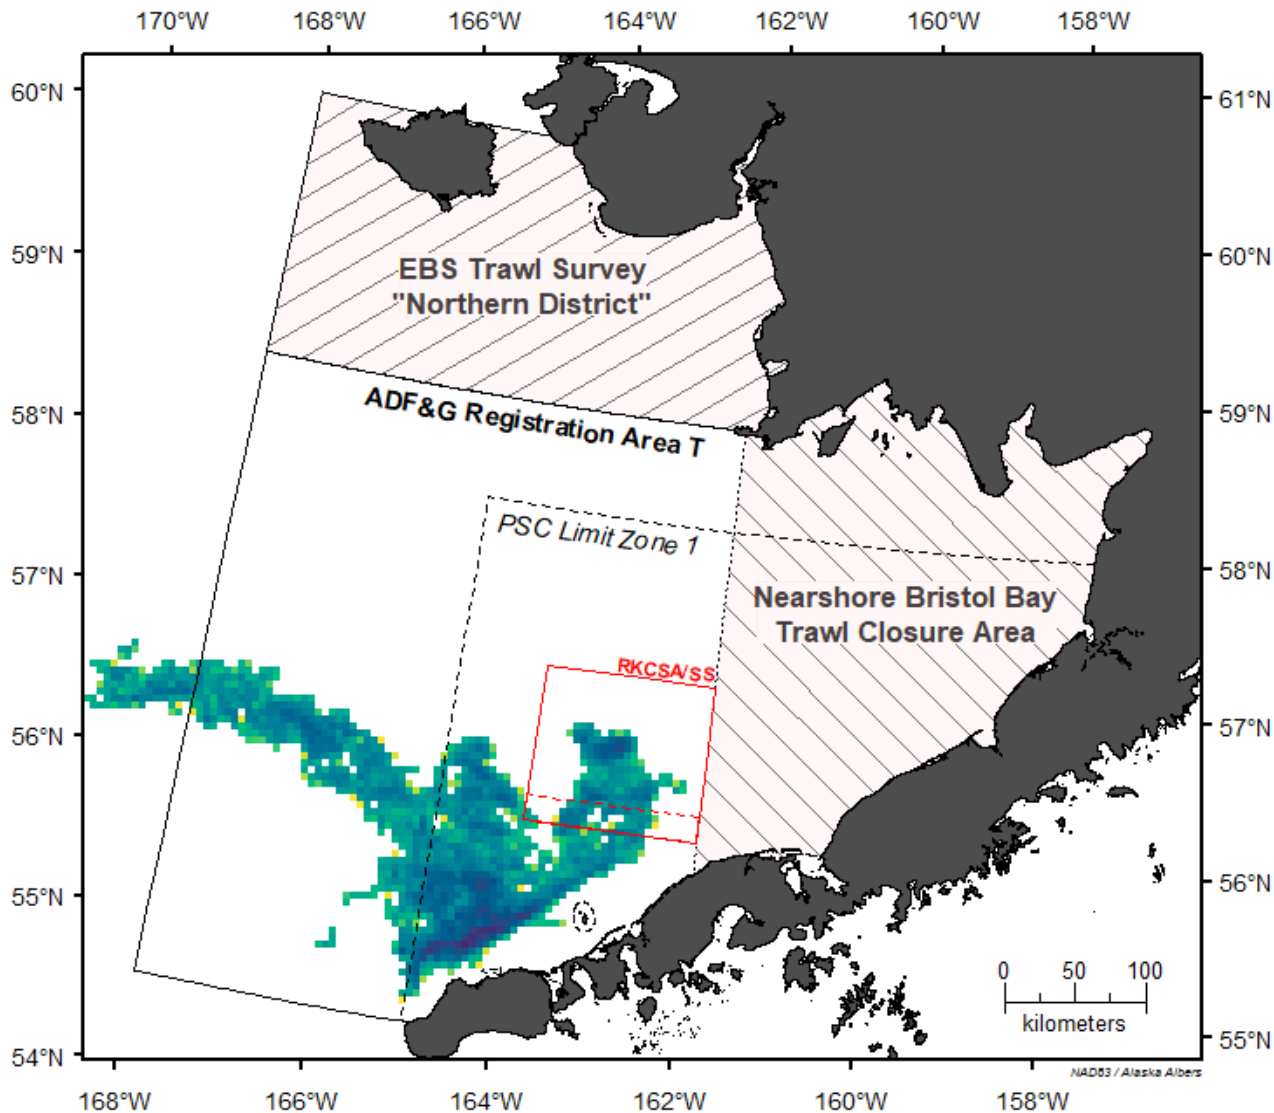 170°W 168°W 166°W 164°W 162°W 160°W 158°W
60°N
61°N
EBS Trawl Survey
"Northern District"
59°N
60°N
ADF&G Registration Area T
58°N
59°N
PSC Limit Zone 1
57°N
58°N
Nearshore Bristol Bay
Trawl Closure Area
RKCSA/SS
56°N
57°N
55°N
56°N
0 50 100
kilometers
54°N
55°N
NAD83 / Alaska Albers
168°W 166°W 164°W 162°W 160°W 158°W